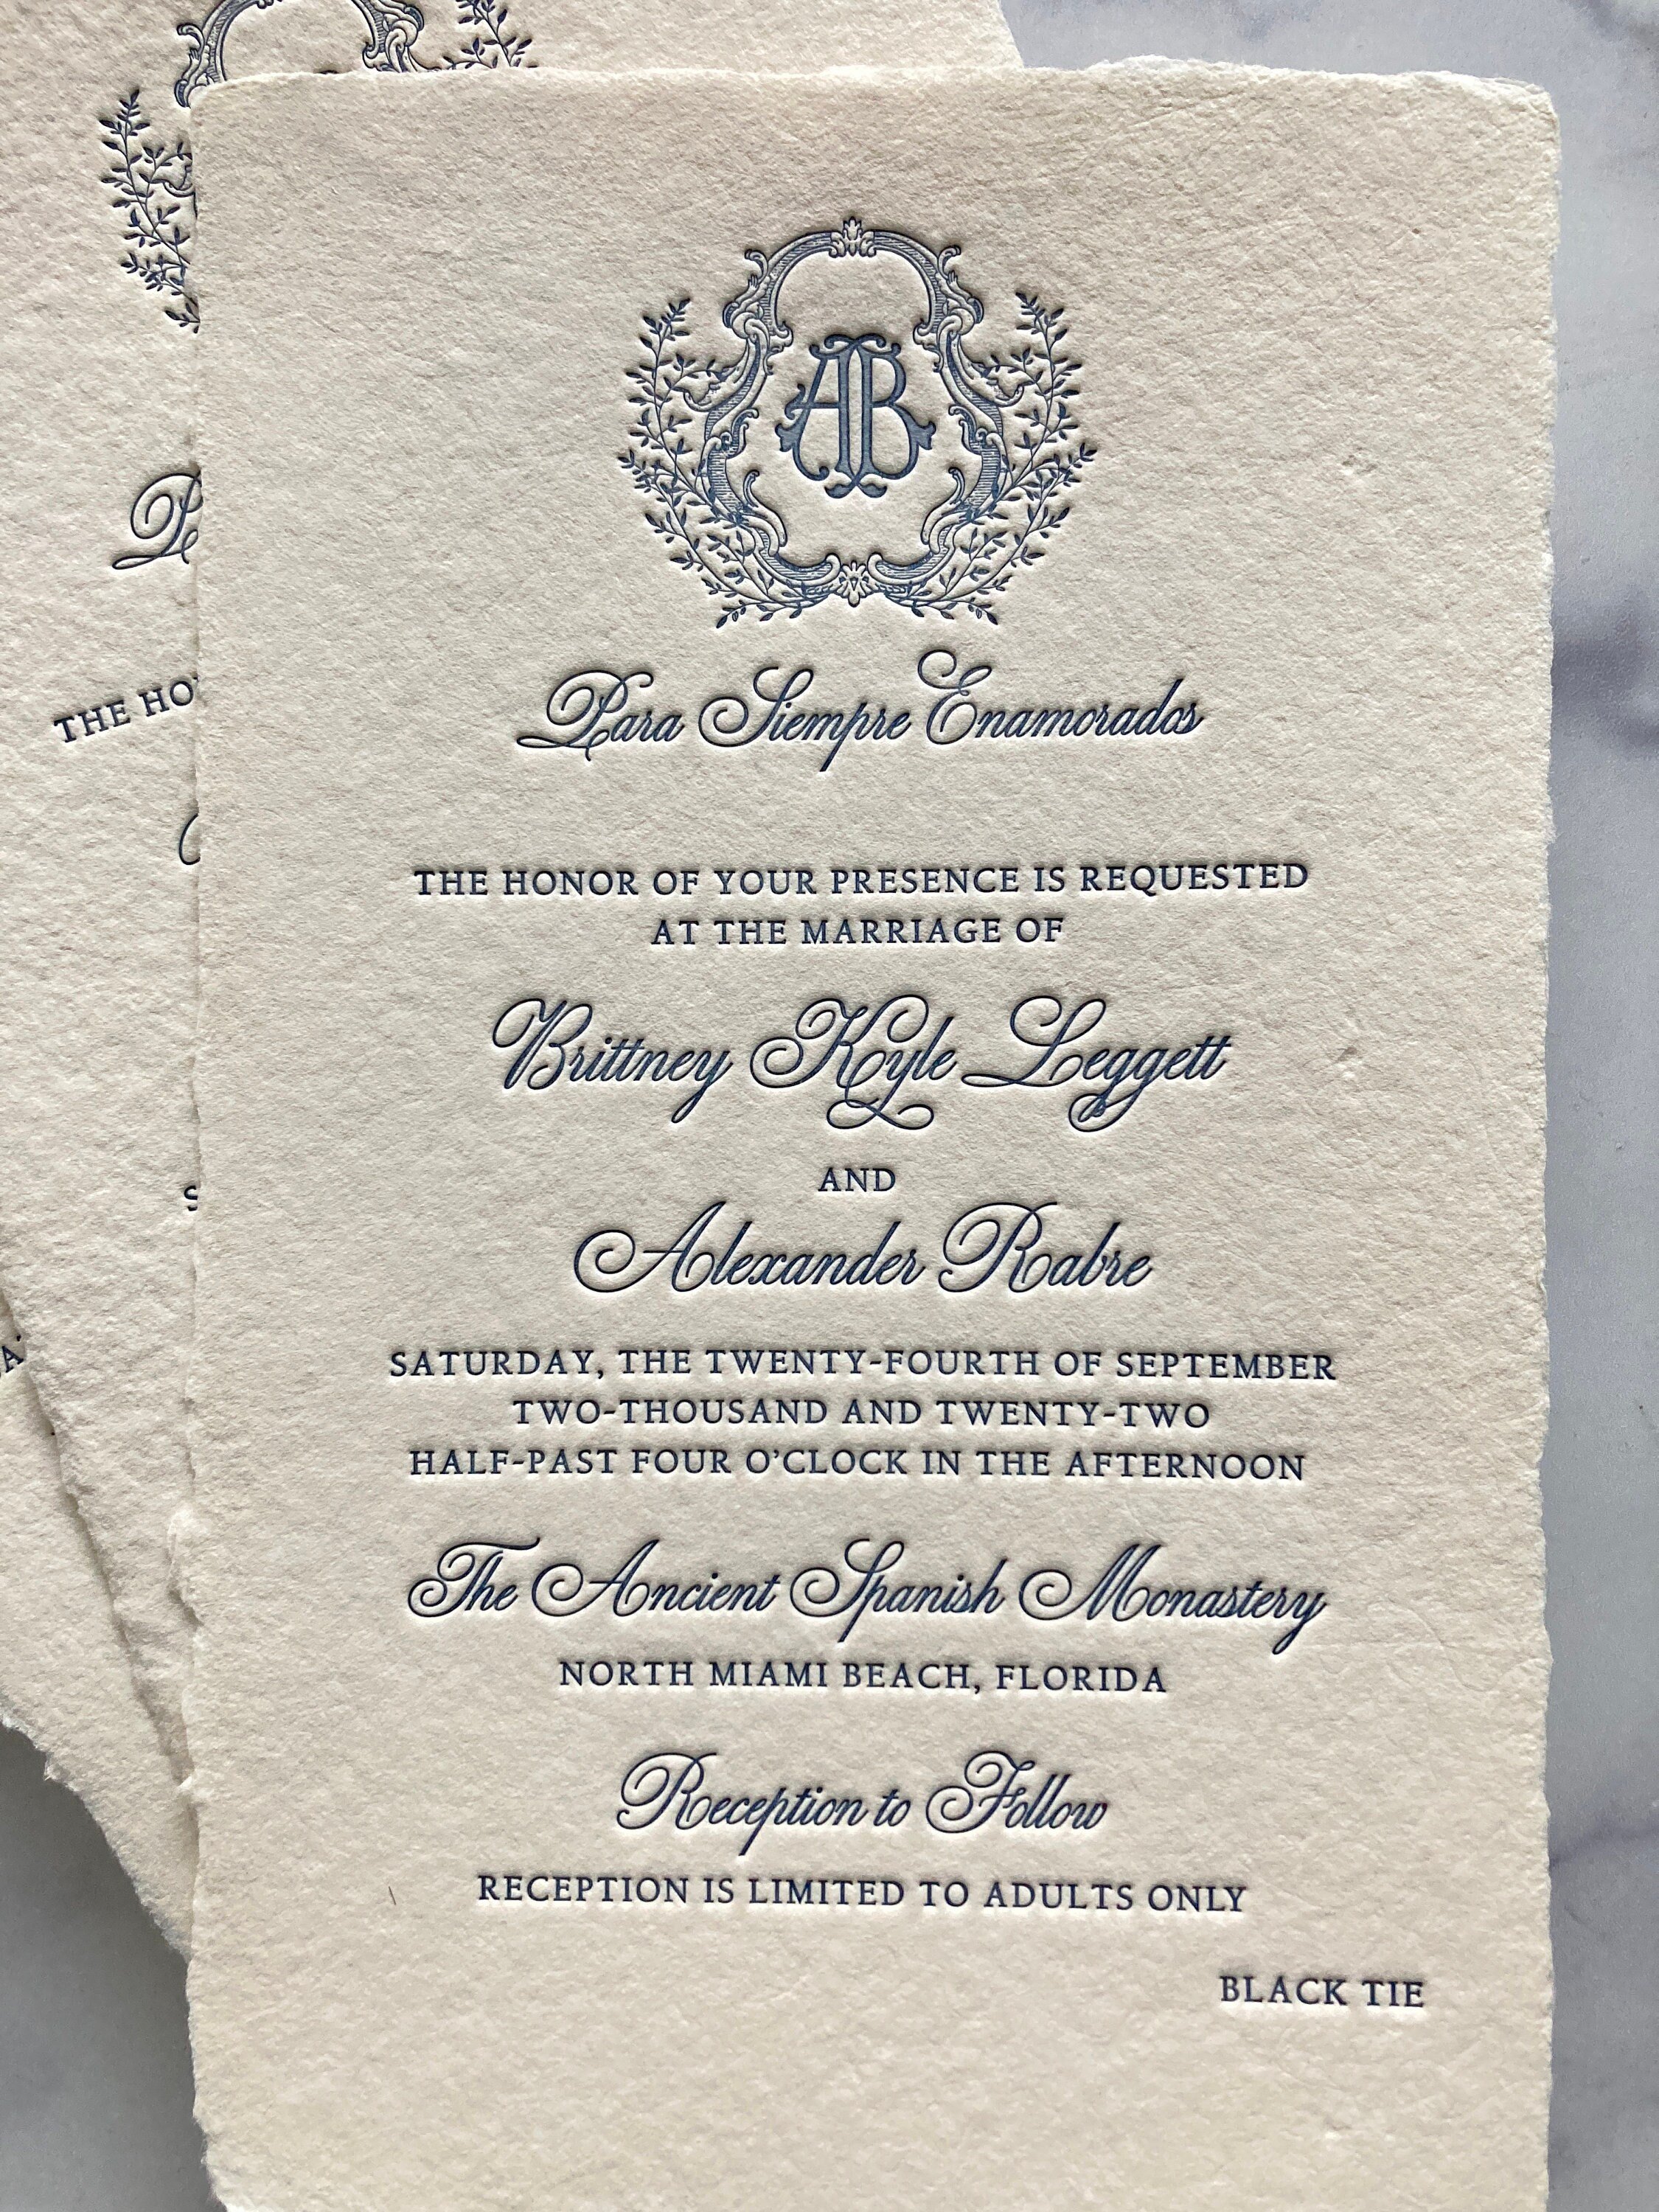 AB
Para Siempre Enamorados
THE HONOR OF YOUR PRESENCE IS REQUESTED
AT THE MARRIAGE OF
Brittney Kyle Leggett
AND
Alexander Rabre
SATURDAY, THE TWENTY-FOURTH OF SEPTEMBER
TWO-THOUSAND AND TWENTY-TWO
HALF-PAST FOUR O'CLOCK IN THE AFTERNOON
The Ancient Spanish Monastery
NORTH MIAMI BEACH, FLORIDA
Reception to Follow
RECEPTION IS LIMITED TO ADULTS ONLY
BLACK TIE
THE HO